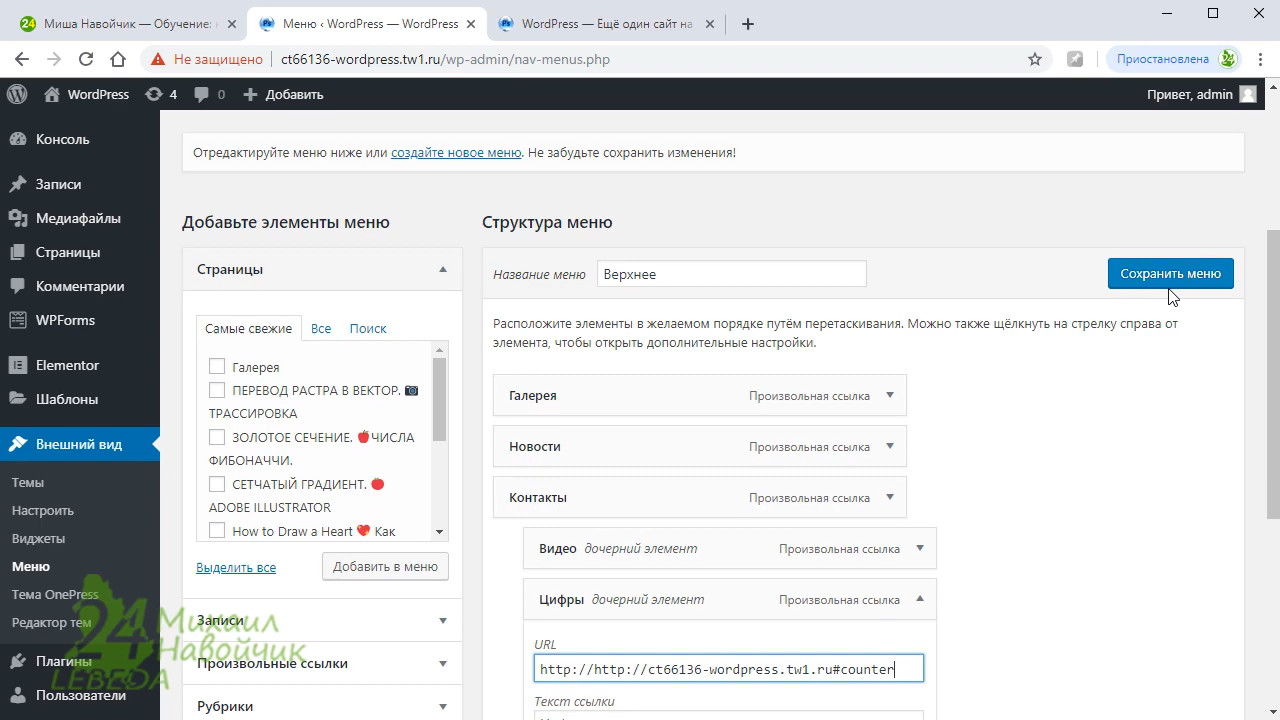 Миша Навойчик — Обучение:
Меню ‹ WordPress — WordPress
WordPress — Ещё один сайт на
Не защищено
ct66136-wordpress.tw1.ru/wp-admin/nav-menus.php
Приостановлена
WordPress 4 0 Добавить
Привет, admin
Консоль
Записи
Медиафайлы
Страницы
Комментарии
WPForms
Elementor
Шаблоны
Внешний вид
Темы
Настроить
Виджеты
Меню
Тема OnePress
Редактор тем
Плагины
Пользователи
24 Михаил
Навойчик
LEBEDA
Отредактируйте меню ниже или создайте новое меню. Не забудьте сохранить изменения!
Добавьте элементы меню
Страницы
Самые свежие Все Поиск
Галерея
ПЕРЕВОД РАСТРА В ВЕКТОР. 📷
ТРАССИРОВКА
ЗОЛОТОЕ СЕЧЕНИЕ. 🍎ЧИСЛА
ФИБОНАЧЧИ.
СЕТЧАТЫЙ ГРАДИЕНТ. 🍅
ADOBE ILLUSTRATOR
How to Draw a Heart 💘 Как
Выделить все
Добавить в меню
Записи
Произвольные ссылки
Рубрики
Структура меню
Название меню Верхнее
Сохранить меню
Расположите элементы в желаемом порядке путём перетаскивания. Можно также щёлкнуть на стрелку справа от
элемента, чтобы открыть дополнительные настройки.
Галерея Произвольная ссылка
Новости Произвольная ссылка
Контакты Произвольная ссылка
Видео дочерний элемент Произвольная ссылка
Цифры дочерний элемент Произвольная ссылка
URL
http://http://ct66136-wordpress.tw1.ru#counter
Текст ссылки